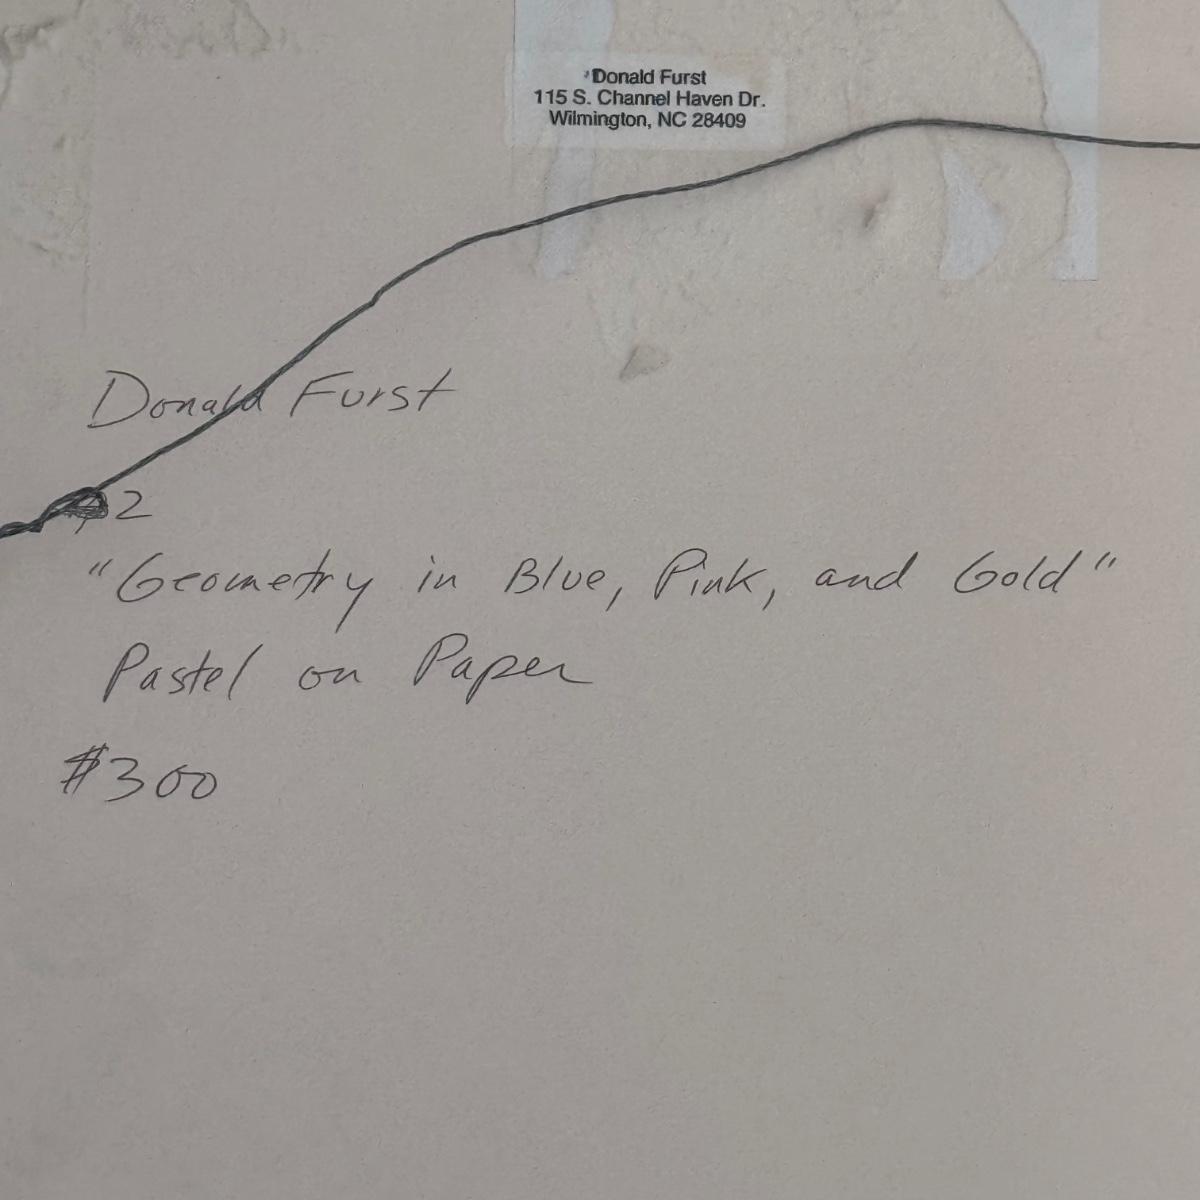 Donald Furst
115 S. Channel Haven Dr.
Wilmington, NC 28409
Donald Furst
#2
"Geometry in Blue, Pink, and Gold"
Pastel on Paper
$300